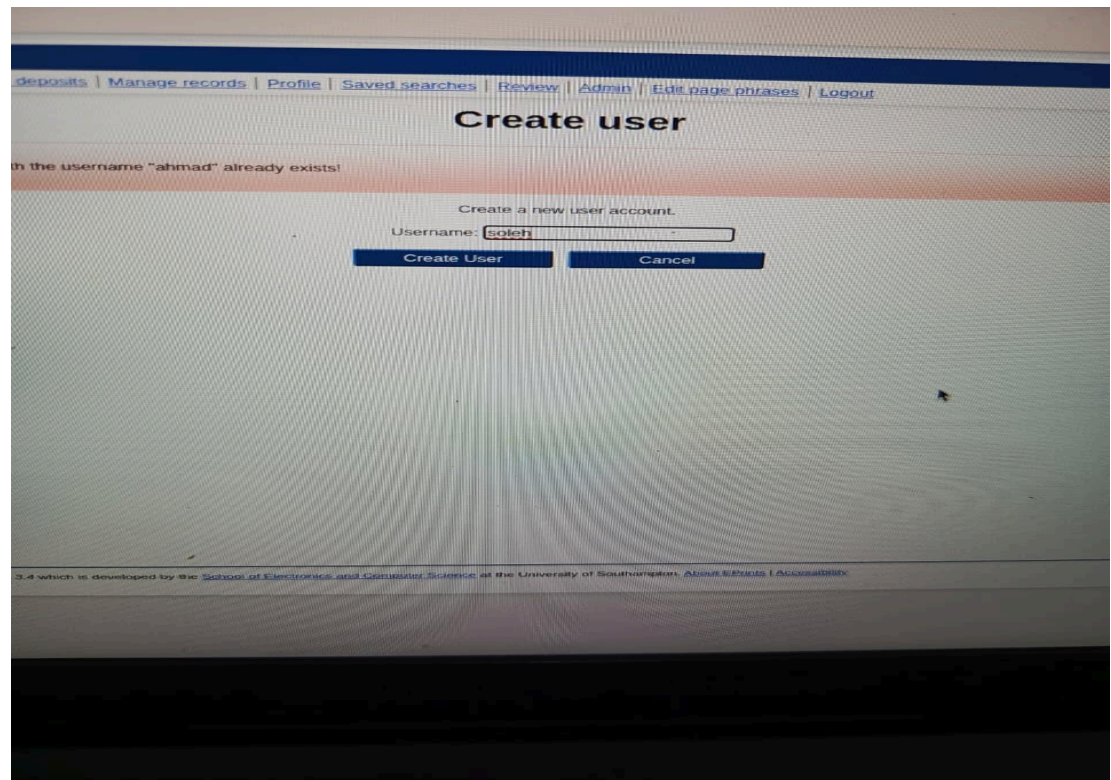 deposits | Manage records | Profile | Saved searches | Review | Admin | Edit page phrases | Logout
Create user
th the username "ahmad" already exists!
Create a new user account.
Username: soleh
Create User Cancel
3.4 which is developed by the School of Electronics and Computer Science at the University of Southampton. About EPrints | Accessibility